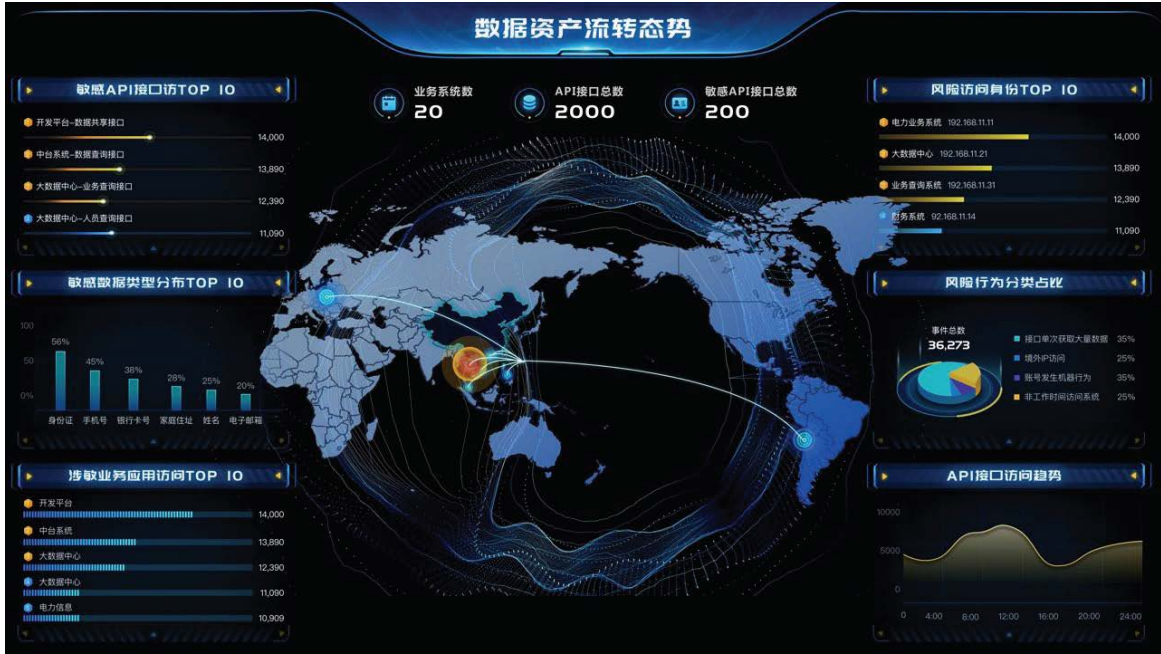 数据资产流转态势
敏感API接口访TOP 10
开发平台-数据共享接口
14,000
中台系统-数据查询接口
13,890
大数据中心-业务查询接口
12,390
大数据中心-人员查询接口
11,090
业务系统数
20
API接口总数
2000
敏感API接口总数
200
风险访问身份TOP 10
电力业务系统 192.168.11.11
14,000
大数据中心 192.168.11.21
13,890
业务查询系统 192.168.11.31
12,390
财务系统 92.168.11.14
11,090
敏感数据类型分布TOP 10
100
50
0%
56%
45%
38%
28%
25%
20%
身份证 手机号 银行卡号 家庭住址 姓名 电子邮箱
风险行为分类占比
事件总数
36,273
接口单次获取大量数据 35%
境外IP访问 25%
账号发生机器行为 35%
非工作时间访问系统 25%
涉敏业务应用访问TOP 10
开发平台
14,000
中台系统
13,890
大数据中心
12,390
大数据中心
11,090
电力信息
10,909
API接口访问趋势
10000
5000
0
0 4:00 8:00 12:00 16:00 20:00 24:00